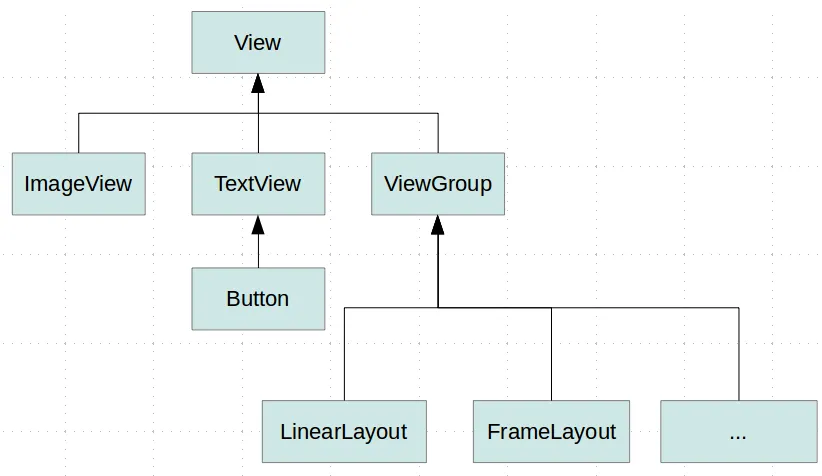 View
ImageView
TextView
ViewGroup
Button
LinearLayout
FrameLayout
...